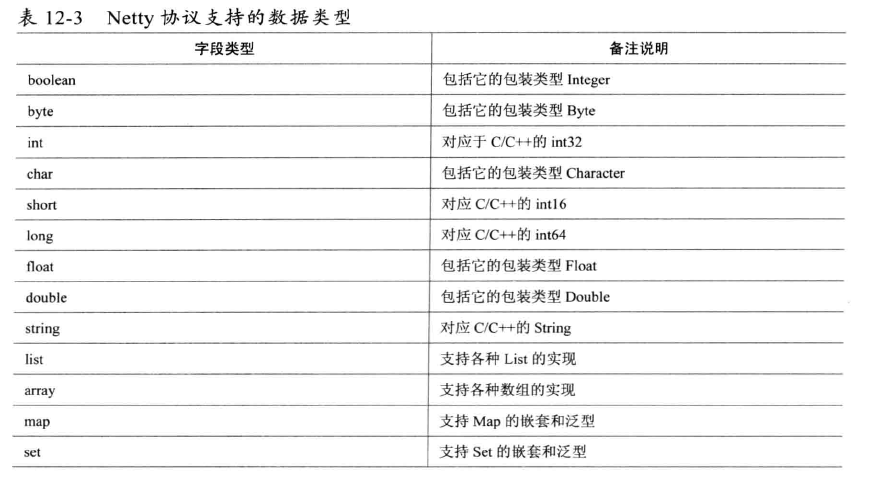 表 12-3 Netty 协议支持的数据类型
字段类型 备注说明
boolean 包括它的包装类型 Integer
byte 包括它的包装类型 Byte
int 对应于 C/C++的 int32
char 包括它的包装类型 Character
short 对应 C/C++的 int16
long 对应 C/C++的 int64
float 包括它的包装类型 Float
double 包括它的包装类型 Double
string 对应 C/C++的 String
list 支持各种 List 的实现
array 支持各种数组的实现
map 支持 Map 的嵌套和泛型
set 支持 Set 的嵌套和泛型